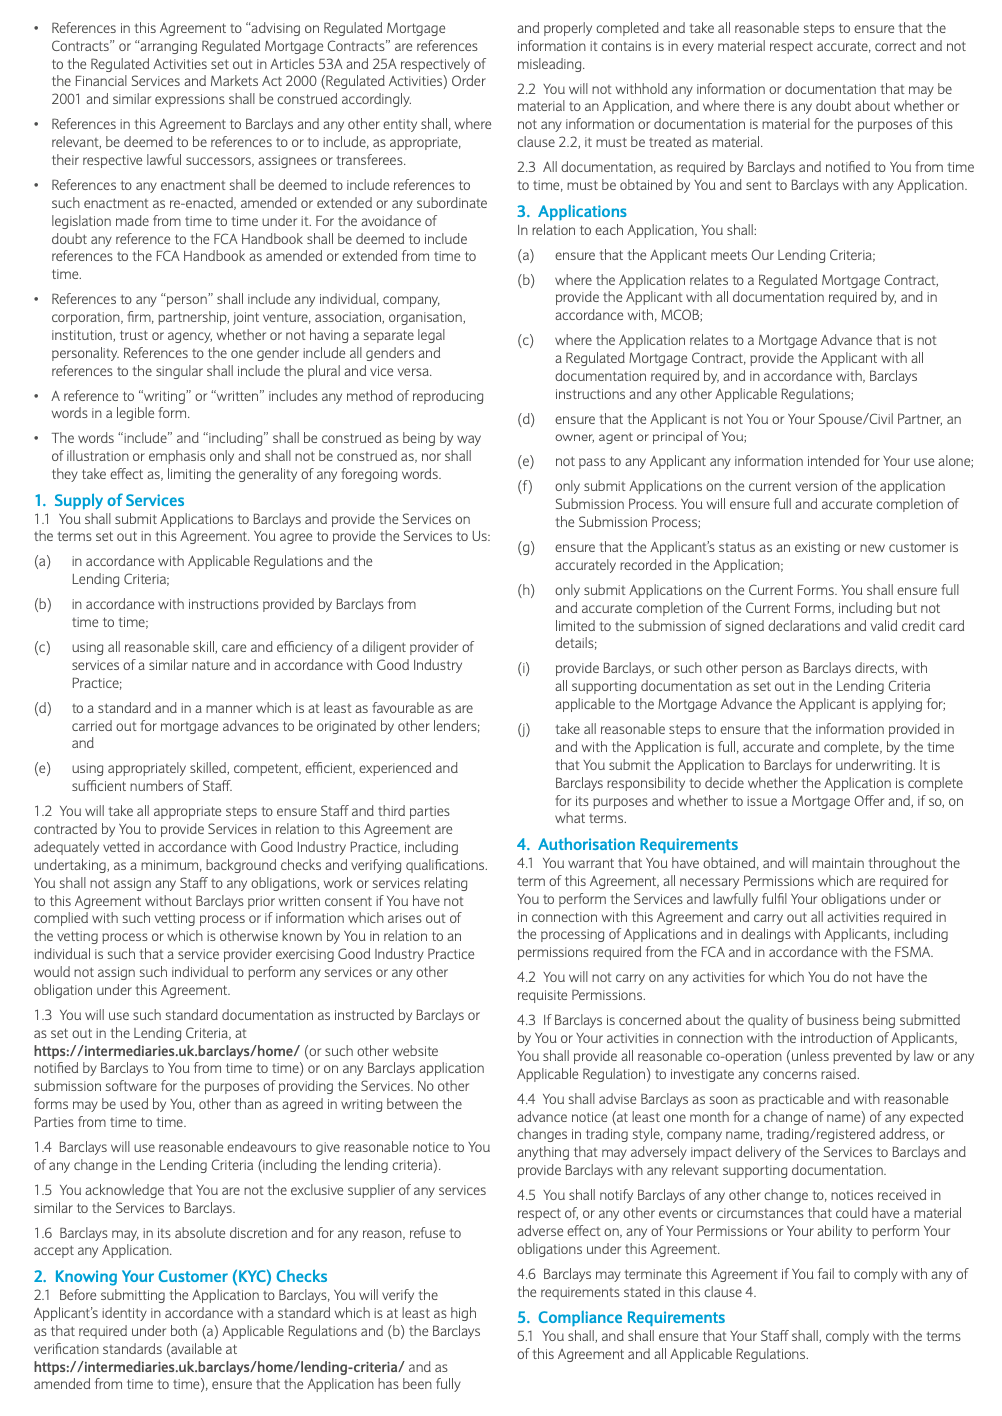 • References in this Agreement to “advising on Regulated Mortgage
Contracts” or “arranging Regulated Mortgage Contracts” are references
to the Regulated Activities set out in Articles 53A and 25A respectively of
the Financial Services and Markets Act 2000 (Regulated Activities) Order
2001 and similar expressions shall be construed accordingly.
• References in this Agreement to Barclays and any other entity shall, where
relevant, be deemed to be references to or to include, as appropriate,
their respective lawful successors, assignees or transferees.
• References to any enactment shall be deemed to include references to
such enactment as re-enacted, amended or extended or any subordinate
legislation made from time to time under it. For the avoidance of
doubt any reference to the FCA Handbook shall be deemed to include
references to the FCA Handbook as amended or extended from time to
time.
• References to any “person” shall include any individual, company,
corporation, firm, partnership, joint venture, association, organisation,
institution, trust or agency, whether or not having a separate legal
personality. References to the one gender include all genders and
references to the singular shall include the plural and vice versa.
• A reference to “writing” or “written” includes any method of reproducing
words in a legible form.
• The words “include” and “including” shall be construed as being by way
of illustration or emphasis only and shall not be construed as, nor shall
they take effect as, limiting the generality of any foregoing words.
1. Supply of Services
1.1 You shall submit Applications to Barclays and provide the Services on
the terms set out in this Agreement. You agree to provide the Services to Us:
(a) in accordance with Applicable Regulations and the
Lending Criteria;
(b) in accordance with instructions provided by Barclays from
time to time;
(c) using all reasonable skill, care and efficiency of a diligent provider of
services of a similar nature and in accordance with Good Industry
Practice;
(d) to a standard and in a manner which is at least as favourable as are
carried out for mortgage advances to be originated by other lenders;
and
(e) using appropriately skilled, competent, efficient, experienced and
sufficient numbers of Staff.
1.2 You will take all appropriate steps to ensure Staff and third parties
contracted by You to provide Services in relation to this Agreement are
adequately vetted in accordance with Good Industry Practice, including
undertaking, as a minimum, background checks and verifying qualifications.
You shall not assign any Staff to any obligations, work or services relating
to this Agreement without Barclays prior written consent if You have not
complied with such vetting process or if information which arises out of
the vetting process or which is otherwise known by You in relation to an
individual is such that a service provider exercising Good Industry Practice
would not assign such individual to perform any services or any other
obligation under this Agreement.
1.3 You will use such standard documentation as instructed by Barclays or
as set out in the Lending Criteria, at
https://intermediaries.uk.barclays/home/ (or such other website
notified by Barclays to You from time to time) or on any Barclays application
submission software for the purposes of providing the Services. No other
forms may be used by You, other than as agreed in writing between the
Parties from time to time.
1.4 Barclays will use reasonable endeavours to give reasonable notice to You
of any change in the Lending Criteria (including the lending criteria).
1.5 You acknowledge that You are not the exclusive supplier of any services
similar to the Services to Barclays.
1.6 Barclays may, in its absolute discretion and for any reason, refuse to
accept any Application.
2. Knowing Your Customer (KYC) Checks
2.1 Before submitting the Application to Barclays, You will verify the
Applicant’s identity in accordance with a standard which is at least as high
as that required under both (a) Applicable Regulations and (b) the Barclays
verification standards (available at
https://intermediaries.uk.barclays/home/lending-criteria/ and as
amended from time to time), ensure that the Application has been fully
and properly completed and take all reasonable steps to ensure that the
information it contains is in every material respect accurate, correct and not
misleading.
2.2 You will not withhold any information or documentation that may be
material to an Application, and where there is any doubt about whether or
not any information or documentation is material for the purposes of this
clause 2.2, it must be treated as material.
2.3 All documentation, as required by Barclays and notified to You from time
to time, must be obtained by You and sent to Barclays with any Application.
3. Applications
In relation to each Application, You shall:
(a) ensure that the Applicant meets Our Lending Criteria;
(b) where the Application relates to a Regulated Mortgage Contract,
provide the Applicant with all documentation required by, and in
accordance with, MCOB;
(c) where the Application relates to a Mortgage Advance that is not
a Regulated Mortgage Contract, provide the Applicant with all
documentation required by, and in accordance with, Barclays
instructions and any other Applicable Regulations;
(d) ensure that the Applicant is not You or Your Spouse/Civil Partner, an
owner, agent or principal of You;
(e) not pass to any Applicant any information intended for Your use alone;
(f) only submit Applications on the current version of the application
Submission Process. You will ensure full and accurate completion of
the Submission Process;
(g) ensure that the Applicant’s status as an existing or new customer is
accurately recorded in the Application;
(h) only submit Applications on the Current Forms. You shall ensure full
and accurate completion of the Current Forms, including but not
limited to the submission of signed declarations and valid credit card
details;
(i) provide Barclays, or such other person as Barclays directs, with
all supporting documentation as set out in the Lending Criteria
applicable to the Mortgage Advance the Applicant is applying for;
(j) take all reasonable steps to ensure that the information provided in
and with the Application is full, accurate and complete, by the time
that You submit the Application to Barclays for underwriting. It is
Barclays responsibility to decide whether the Application is complete
for its purposes and whether to issue a Mortgage Offer and, if so, on
what terms.
4. Authorisation Requirements
4.1 You warrant that You have obtained, and will maintain throughout the
term of this Agreement, all necessary Permissions which are required for
You to perform the Services and lawfully fulfil Your obligations under or
in connection with this Agreement and carry out all activities required in
the processing of Applications and in dealings with Applicants, including
permissions required from the FCA and in accordance with the FSMA.
4.2 You will not carry on any activities for which You do not have the
requisite Permissions.
4.3 If Barclays is concerned about the quality of business being submitted
by You or Your activities in connection with the introduction of Applicants,
You shall provide all reasonable co-operation (unless prevented by law or any
Applicable Regulation) to investigate any concerns raised.
4.4 You shall advise Barclays as soon as practicable and with reasonable
advance notice (at least one month for a change of name) of any expected
changes in trading style, company name, trading/registered address, or
anything that may adversely impact delivery of the Services to Barclays and
provide Barclays with any relevant supporting documentation.
4.5 You shall notify Barclays of any other change to, notices received in
respect of, or any other events or circumstances that could have a material
adverse effect on, any of Your Permissions or Your ability to perform Your
obligations under this Agreement.
4.6 Barclays may terminate this Agreement if You fail to comply with any of
the requirements stated in this clause 4.
5. Compliance Requirements
5.1 You shall, and shall ensure that Your Staff shall, comply with the terms
of this Agreement and all Applicable Regulations.